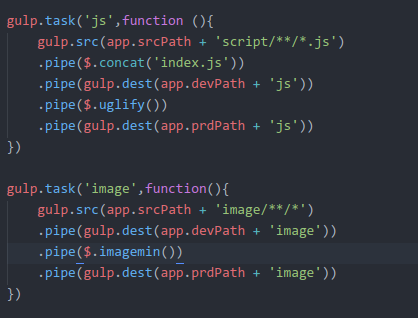 gulp.task('js',function (){
    gulp.src(app.srcPath + 'script/**/*.js')
    .pipe($.concat('index.js'))
    .pipe(gulp.dest(app.devPath + 'js'))
    .pipe($.uglify())
    .pipe(gulp.dest(app.prdPath + 'js'))
})

gulp.task('image',function(){
    gulp.src(app.srcPath + 'image/**/*')
    .pipe(gulp.dest(app.devPath + 'image'))
    .pipe($.imagemin())
    .pipe(gulp.dest(app.prdPath + 'image'))
})